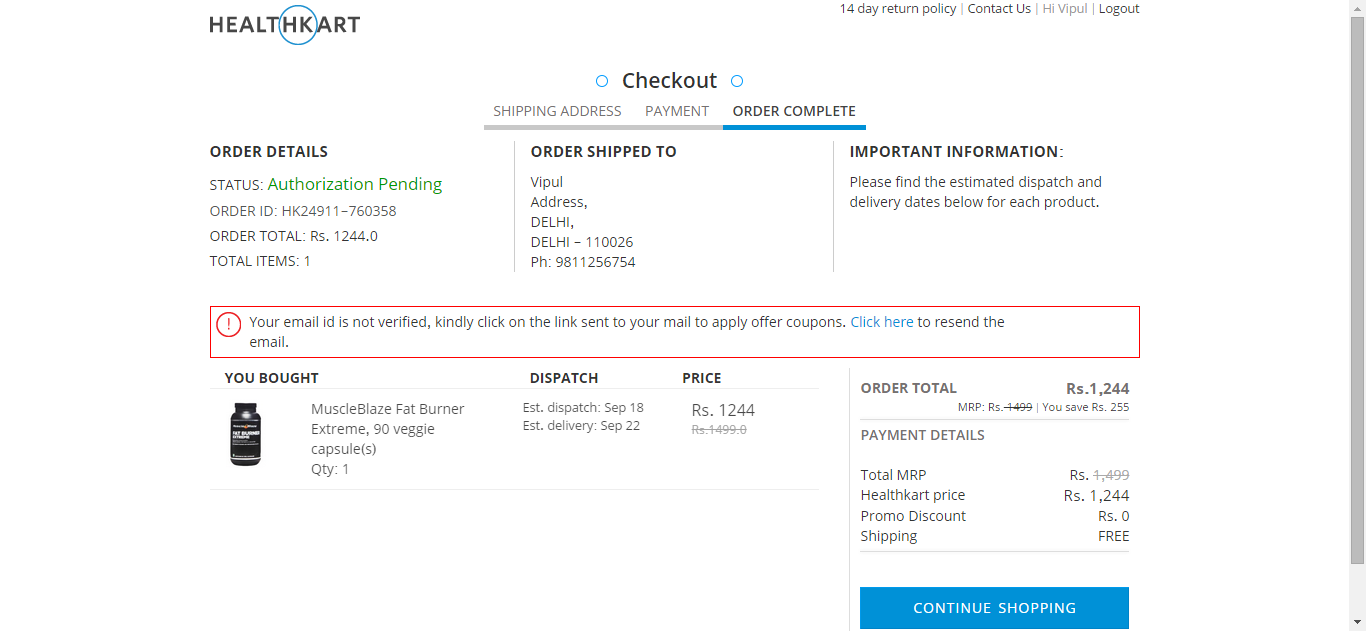 HEALTHKART
14 day return policy | Contact Us | Hi Vipul | Logout
Checkout
SHIPPING ADDRESS PAYMENT ORDER COMPLETE
ORDER DETAILS
STATUS: Authorization Pending
ORDER ID: HK24911-760358
ORDER TOTAL: Rs. 1244.0
TOTAL ITEMS: 1
ORDER SHIPPED TO
Vipul
Address,
DELHI,
DELHI - 110026
Ph: 9811256754
IMPORTANT INFORMATION:
Please find the estimated dispatch and
delivery dates below for each product.
! Your email id is not verified, kindly click on the link sent to your mail to apply offer coupons. Click here to resend the
email.
YOU BOUGHT DISPATCH PRICE
FAT BURNER
MuscleBlaze Fat Burner
Extreme, 90 veggie
capsule(s)
Qty: 1
Est. dispatch: Sep 18
Est. delivery: Sep 22
Rs. 1244
Rs.1499.0
ORDER TOTAL Rs.1,244
MRP: Rs. 1499 | You save Rs. 255
PAYMENT DETAILS
Total MRP Rs. 1,499
Healthkart price Rs. 1,244
Promo Discount Rs. 0
Shipping FREE
CONTINUE SHOPPING